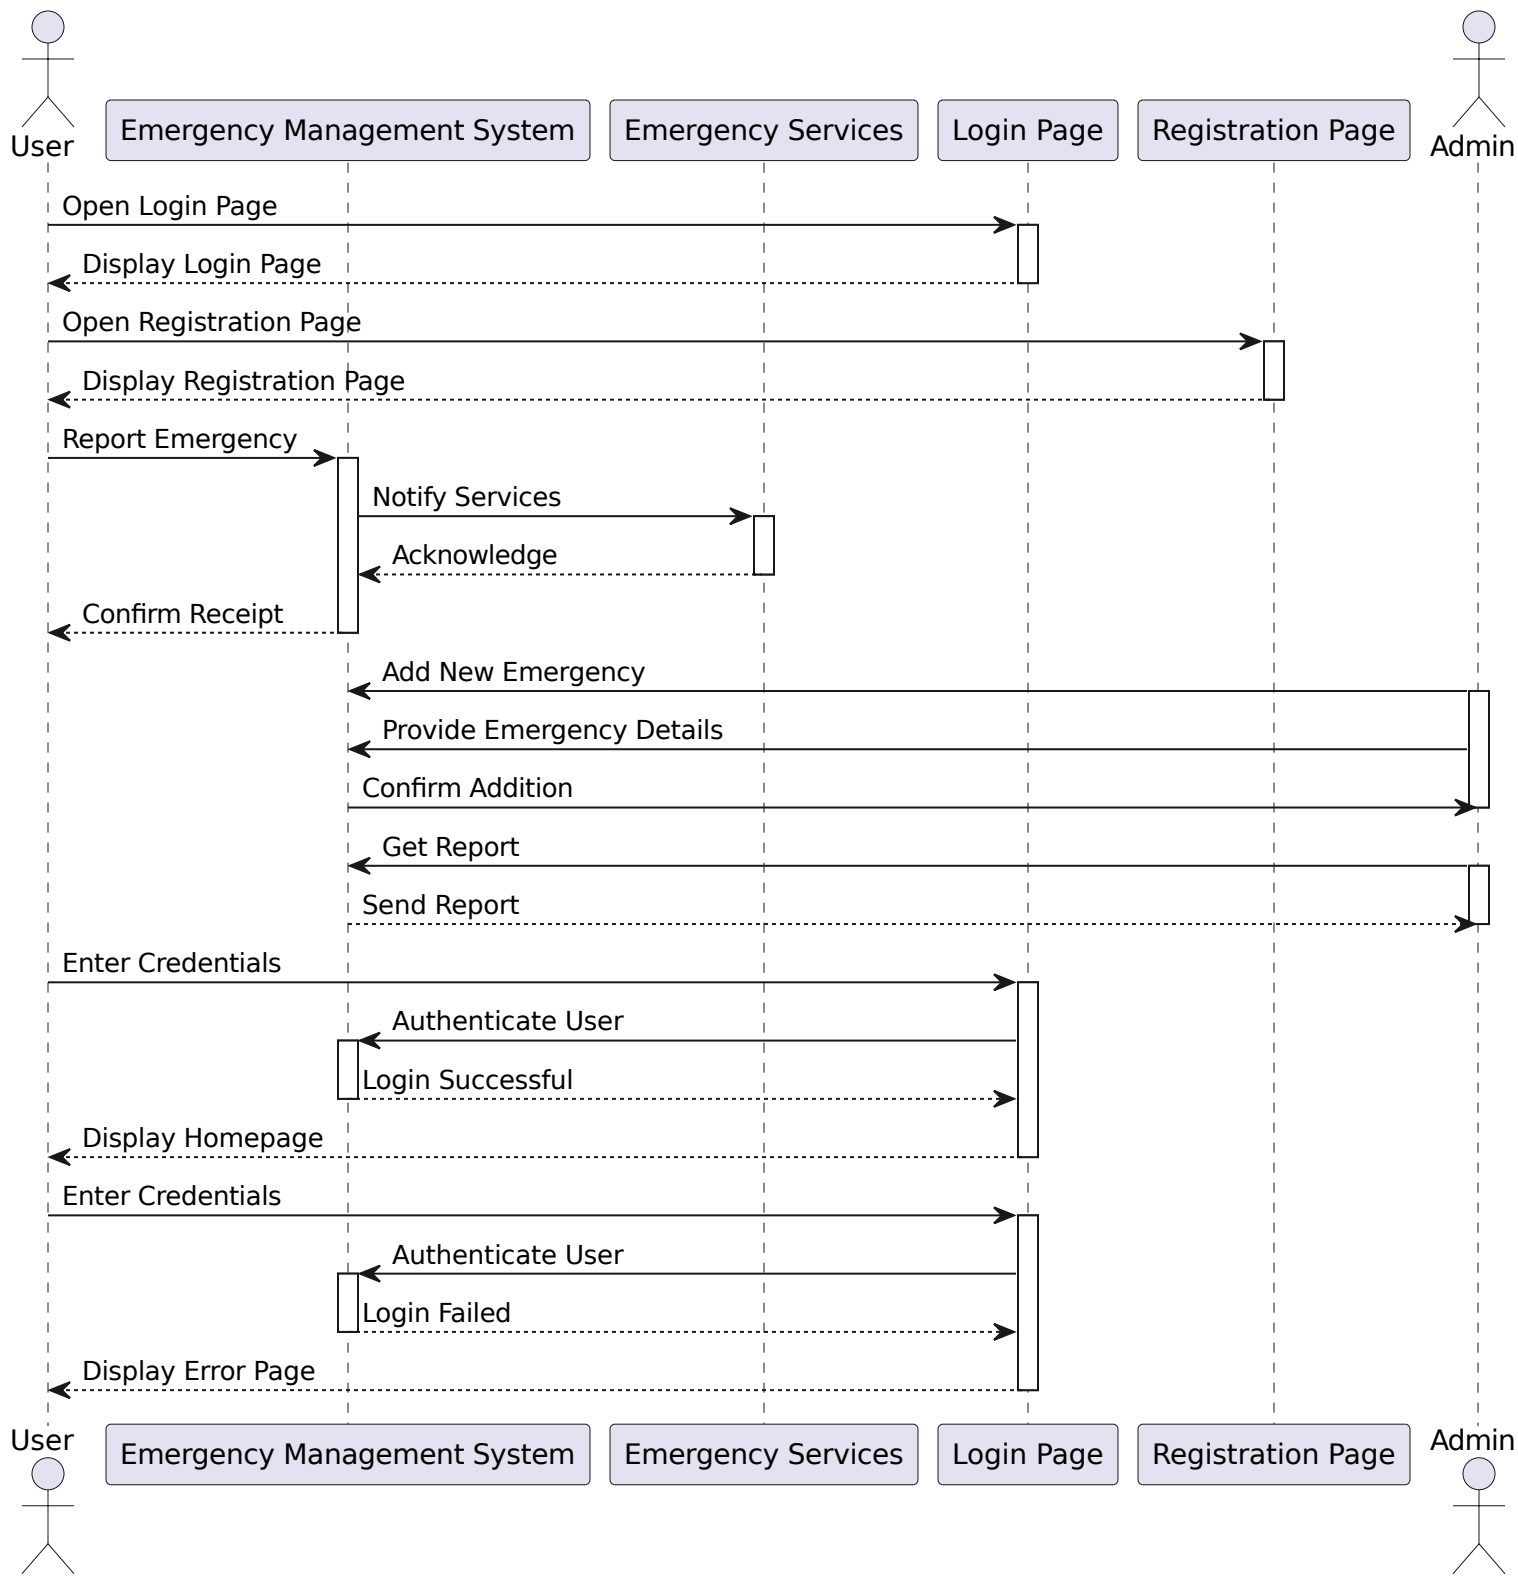 User
Emergency Management System
Emergency Services
Login Page
Registration Page
Admin
Open Login Page
Display Login Page
Open Registration Page
Display Registration Page
Report Emergency
Notify Services
Acknowledge
Confirm Receipt
Add New Emergency
Provide Emergency Details
Confirm Addition
Get Report
Send Report
Enter Credentials
Authenticate User
Login Successful
Display Homepage
Enter Credentials
Authenticate User
Login Failed
Display Error Page
User
Emergency Management System
Emergency Services
Login Page
Registration Page
Admin